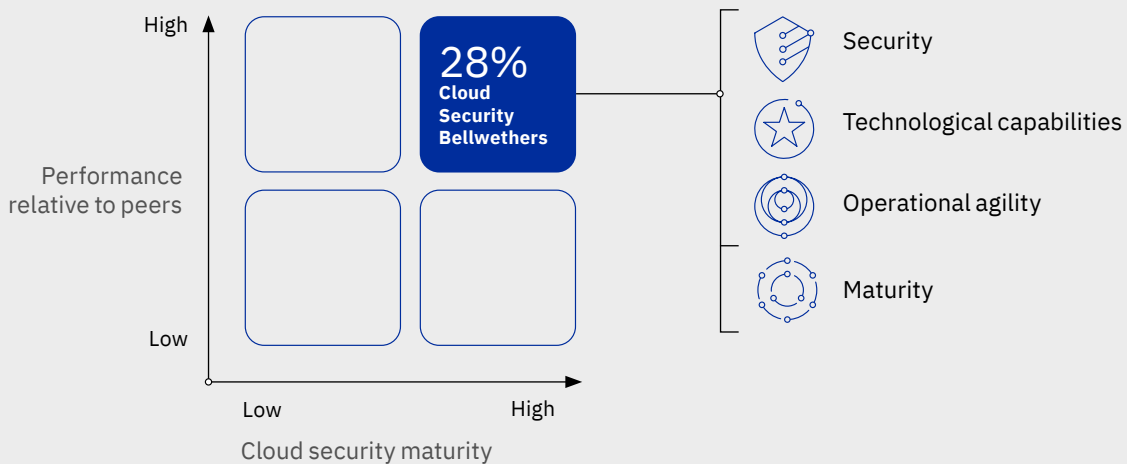 High
28%
Cloud
Security
Bellwethers
Performance
relative to peers
Low
Low
High
Cloud security maturity
Security
Technological capabilities
Operational agility
Maturity